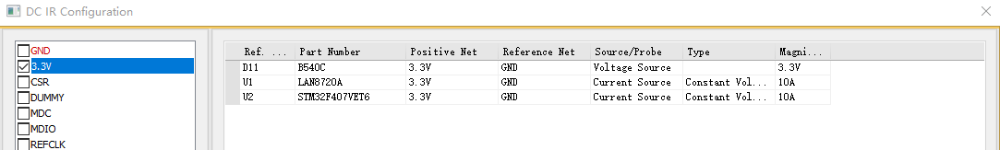 DC IR Configuration
GND
3.3V
CSR
DUMMY
MDC
MDIO
REFCLK
Ref. ... Part Number Positive Net Reference Net Source/Probe Type Magni...
D11 B540C 3.3V GND Voltage Source 3.3V
U1 LAN8720A 3.3V GND Current Source Constant Vol... 10A
U2 STM32F407VET6 3.3V GND Current Source Constant Vol... 10A